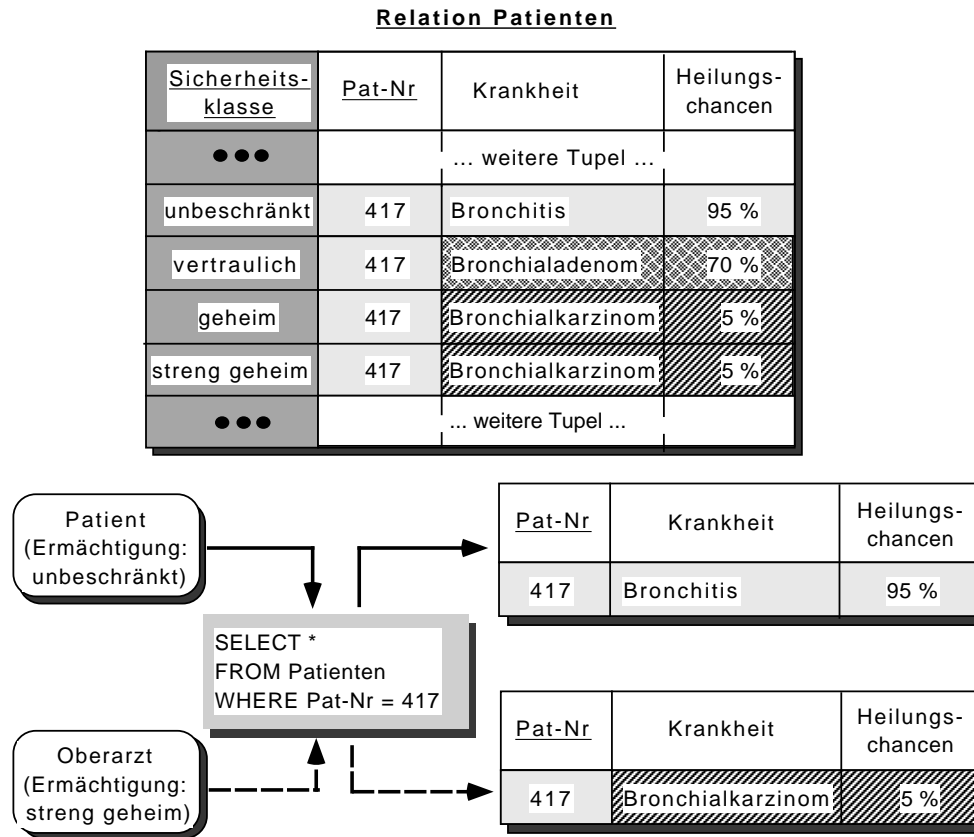 Relation Patienten
Sicherheits-
klasse
Pat-Nr
Krankheit
Heilungs-
chancen
... weitere Tupel ...
unbeschränkt
417
Bronchitis
95 %
vertraulich
417
Bronchialadenom
70 %
geheim
417
Bronchialkarzinom
5 %
streng geheim
417
Bronchialkarzinom
5 %
... weitere Tupel ...
Patient
(Ermächtigung:
unbeschränkt)
Pat-Nr
Krankheit
Heilungs-
chancen
417
Bronchitis
95 %
SELECT *
FROM Patienten
WHERE Pat-Nr = 417
Oberarzt
(Ermächtigung:
streng geheim)
Pat-Nr
Krankheit
Heilungs-
chancen
417
Bronchialkarzinom
5 %